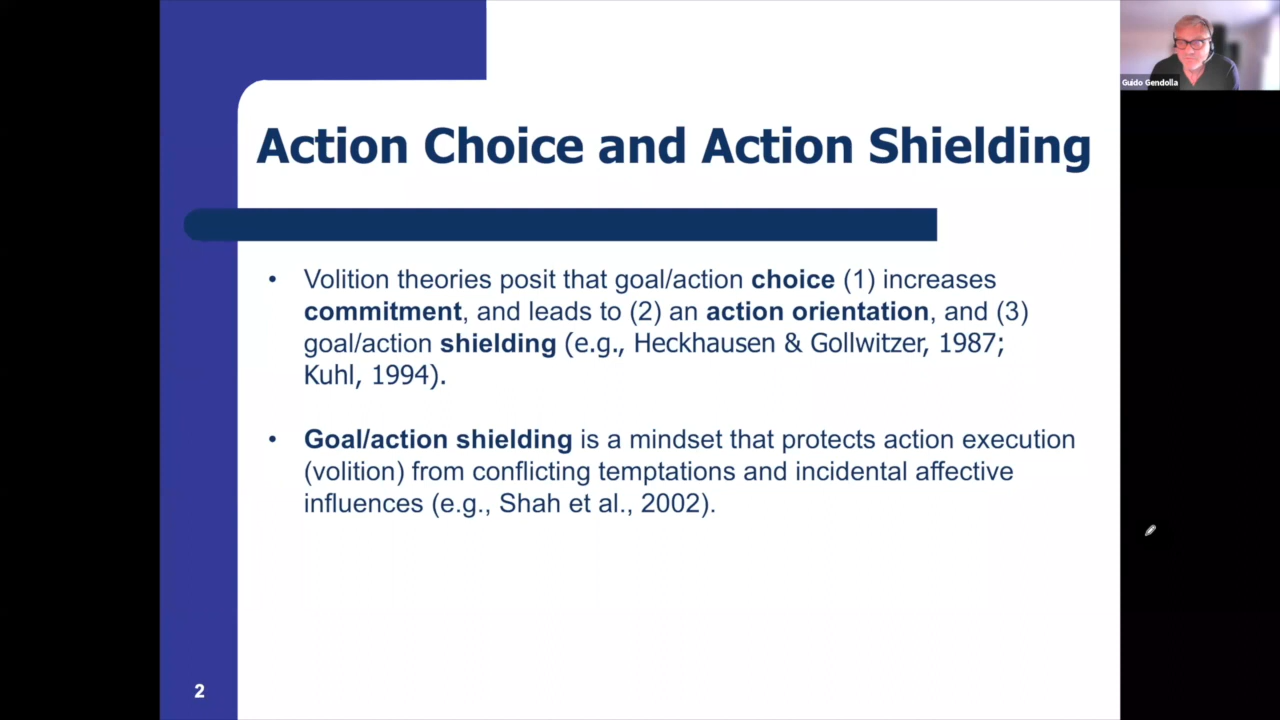 Guido Gendolla
Action Choice and Action Shielding
• Volition theories posit that goal/action choice (1) increases
commitment, and leads to (2) an action orientation, and (3)
goal/action shielding (e.g., Heckhausen & Gollwitzer, 1987;
Kuhl, 1994).
• Goal/action shielding is a mindset that protects action execution
(volition) from conflicting temptations and incidental affective
influences (e.g., Shah et al., 2002).
2